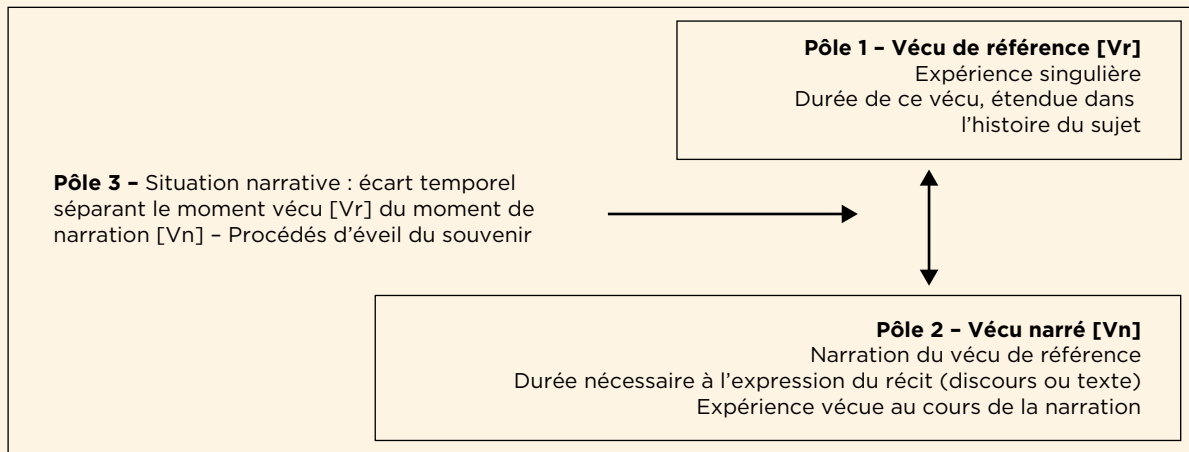 Pôle 1 – Vécu de référence [Vr]
Expérience singulière
Durée de ce vécu, étendue dans
l’histoire du sujet
Pôle 3 – Situation narrative : écart temporel
séparant le moment vécu [Vr] du moment de
narration [Vn] – Procédés d’éveil du souvenir
Pôle 2 – Vécu narré [Vn]
Narration du vécu de référence
Durée nécessaire à l’expression du récit (discours ou texte)
Expérience vécue au cours de la narration